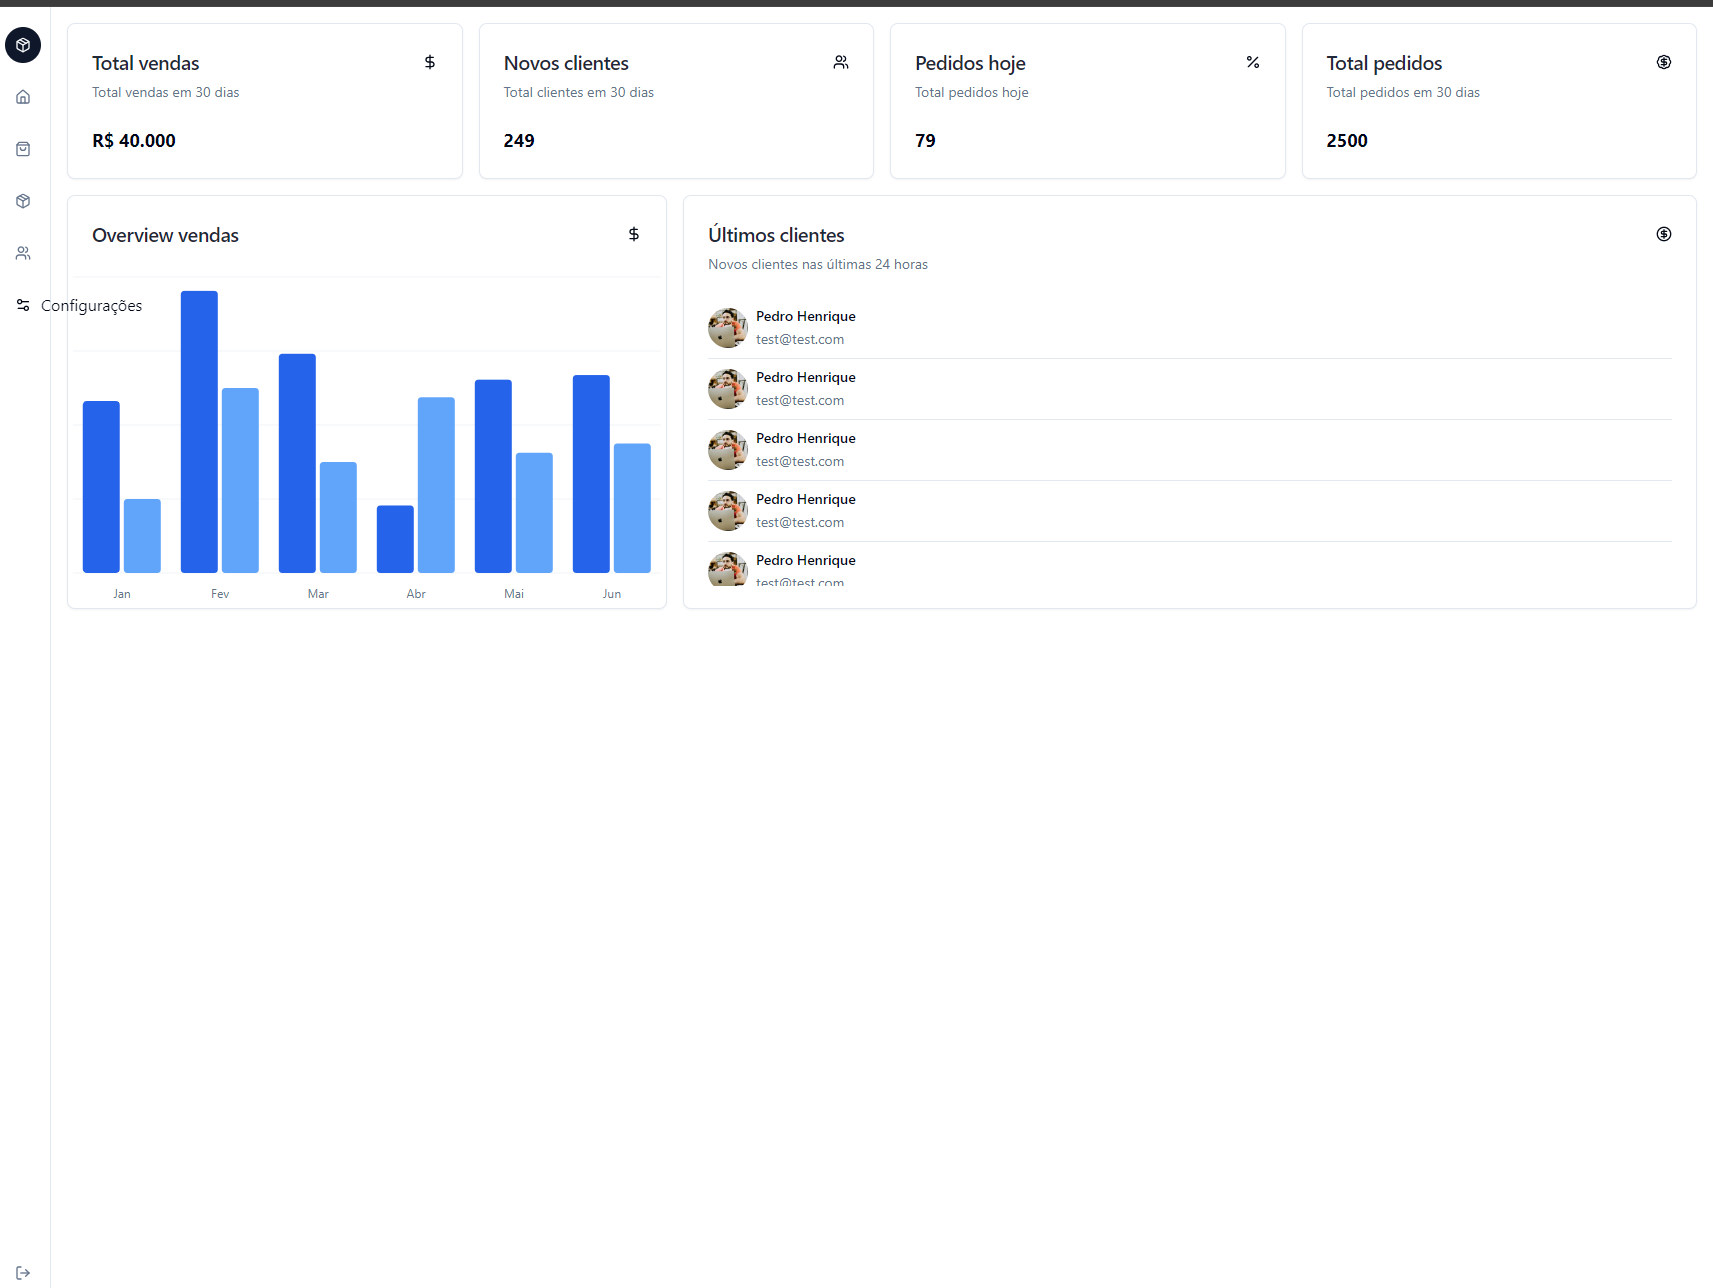 Total vendas
Total vendas em 30 dias
R$ 40.000
Novos clientes
Total clientes em 30 dias
249
Pedidos hoje
Total pedidos hoje
79
Total pedidos
Total pedidos em 30 dias
2500
Configurações
Overview vendas
Jan Fev Mar Abr Mai Jun
Últimos clientes
Novos clientes nas últimas 24 horas
Pedro Henrique
test@test.com
Pedro Henrique
test@test.com
Pedro Henrique
test@test.com
Pedro Henrique
test@test.com
Pedro Henrique
test@test.com